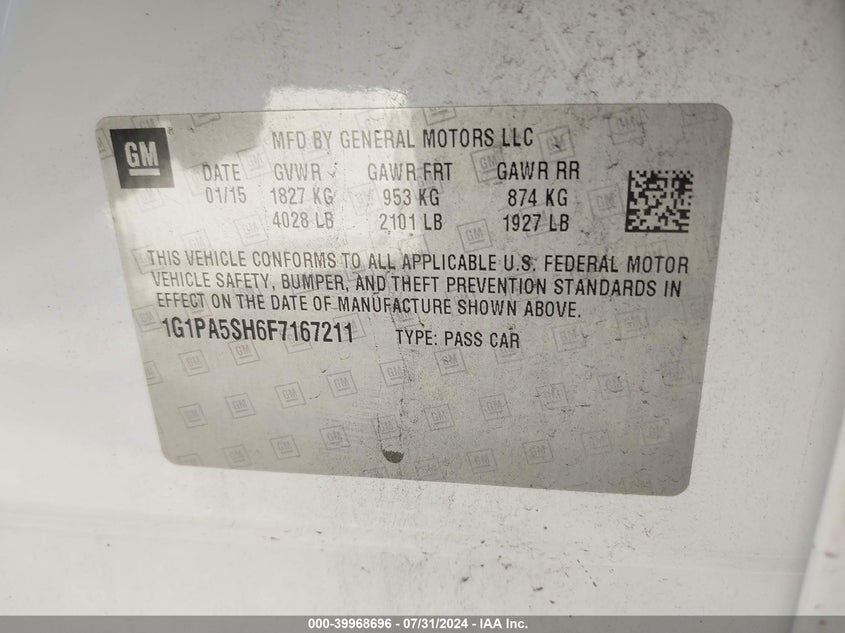 GM
MFD BY GENERAL MOTORS LLC
DATE GVWR GAWR FRT GAWR RR
01/15 1827 KG 953 KG 874 KG
4028 LB 2101 LB 1927 LB
THIS VEHICLE CONFORMS TO ALL APPLICABLE U.S. FEDERAL MOTOR
VEHICLE SAFETY, BUMPER, AND THEFT PREVENTION STANDARDS IN
EFFECT ON THE DATE OF MANUFACTURE SHOWN ABOVE.
1G1PA5SH6F7167211 TYPE: PASS CAR
000-39968696 - 07/31/2024 - IAA Inc.